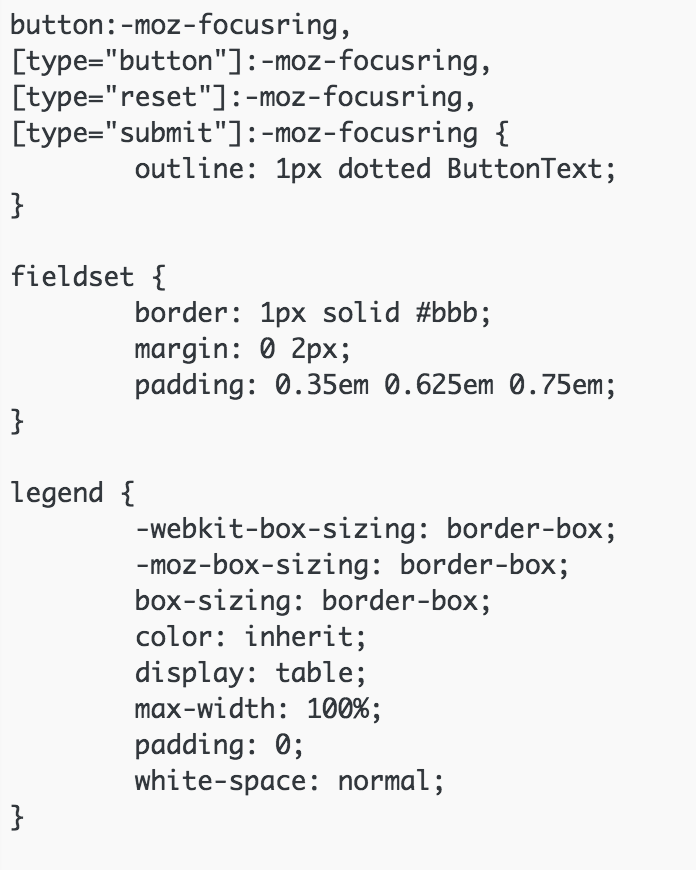 button:-moz-focusring,
[type="button"]:-moz-focusring,
[type="reset"]:-moz-focusring,
[type="submit"]:-moz-focusring {
        outline: 1px dotted ButtonText;
}

fieldset {
        border: 1px solid #bbb;
        margin: 0 2px;
        padding: 0.35em 0.625em 0.75em;
}

legend {
        -webkit-box-sizing: border-box;
        -moz-box-sizing: border-box;
        box-sizing: border-box;
        color: inherit;
        display: table;
        max-width: 100%;
        padding: 0;
        white-space: normal;
}